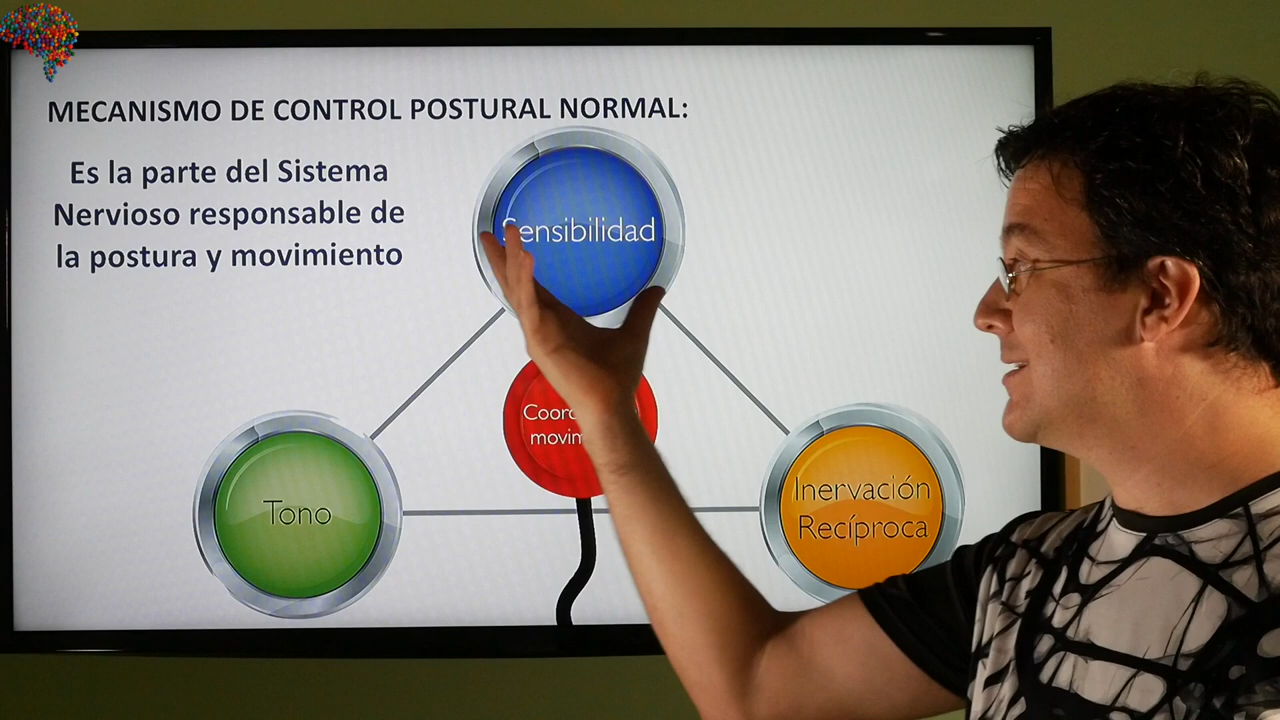 MECANISMO DE CONTROL POSTURAL NORMAL:
Es la parte del Sistema
Nervioso responsable de
la postura y movimiento
Sensibilidad
Tono
Inervación
Recíproca